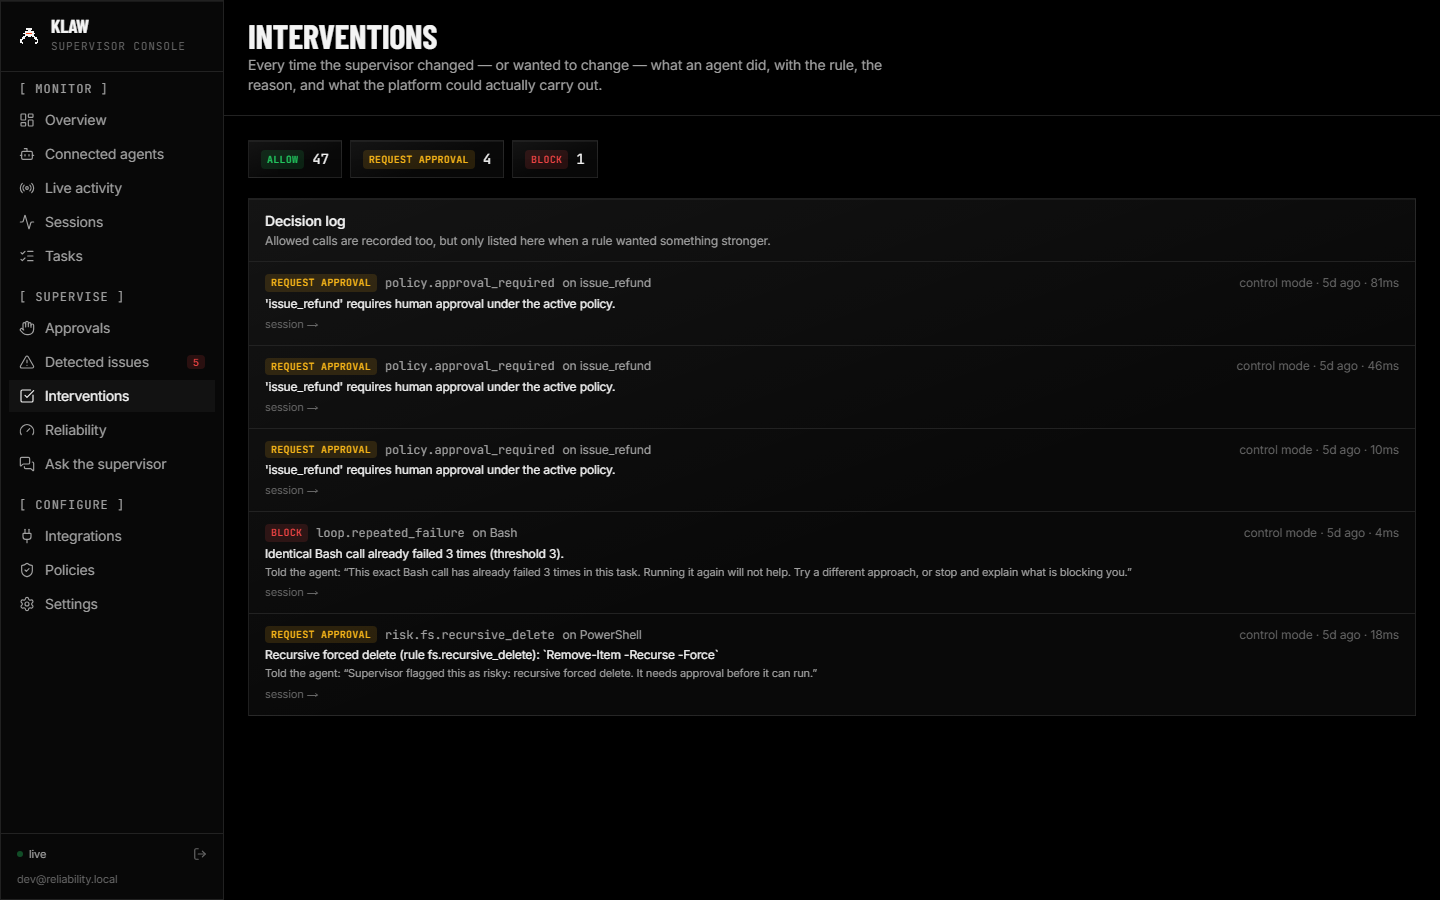 KLAW
SUPERVISOR CONSOLE
[ MONITOR ]
Overview
Connected agents
Live activity
Sessions
Tasks
[ SUPERVISE ]
Approvals
Detected issues 5
Interventions
Reliability
Ask the supervisor
[ CONFIGURE ]
Integrations
Policies
Settings
live
dev@reliability.local
INTERVENTIONS
Every time the supervisor changed — or wanted to change — what an agent did, with the rule, the
reason, and what the platform could actually carry out.
ALLOW 47 REQUEST APPROVAL 4 BLOCK 1
Decision log
Allowed calls are recorded too, but only listed here when a rule wanted something stronger.
REQUEST APPROVAL policy.approval_required on issue_refund control mode · 5d ago · 81ms
'issue_refund' requires human approval under the active policy.
session →
REQUEST APPROVAL policy.approval_required on issue_refund control mode · 5d ago · 46ms
'issue_refund' requires human approval under the active policy.
session →
REQUEST APPROVAL policy.approval_required on issue_refund control mode · 5d ago · 10ms
'issue_refund' requires human approval under the active policy.
session →
BLOCK loop.repeated_failure on Bash control mode · 5d ago · 4ms
Identical Bash call already failed 3 times (threshold 3).
Told the agent: “This exact Bash call has already failed 3 times in this task. Running it again will not help. Try a different approach, or stop and explain what is blocking you.”
session →
REQUEST APPROVAL risk.fs.recursive_delete on PowerShell control mode · 5d ago · 18ms
Recursive forced delete (rule fs.recursive_delete): `Remove-Item -Recurse -Force`
Told the agent: “Supervisor flagged this as risky: recursive forced delete. It needs approval before it can run.”
session →